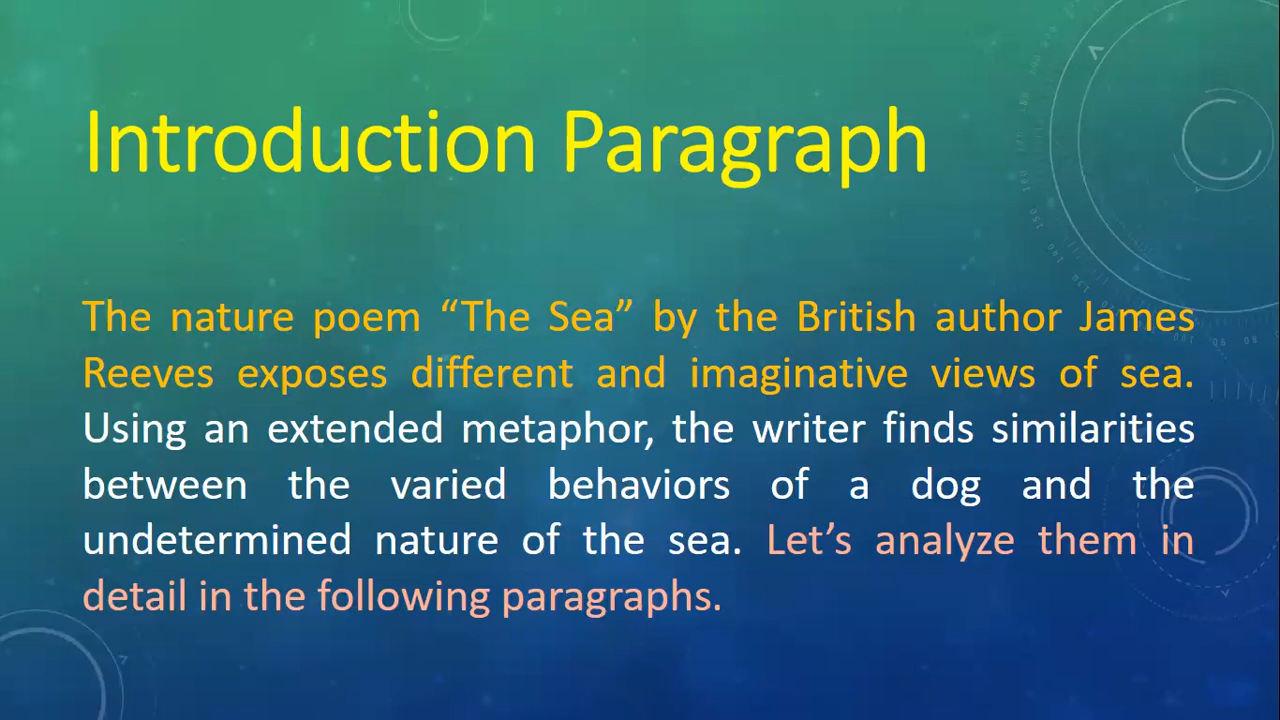 Introduction Paragraph
The nature poem “The Sea” by the British author James
Reeves exposes different and imaginative views of sea.
Using an extended metaphor, the writer finds similarities
between the varied behaviors of a dog and the
undetermined nature of the sea. Let’s analyze them in
detail in the following paragraphs.